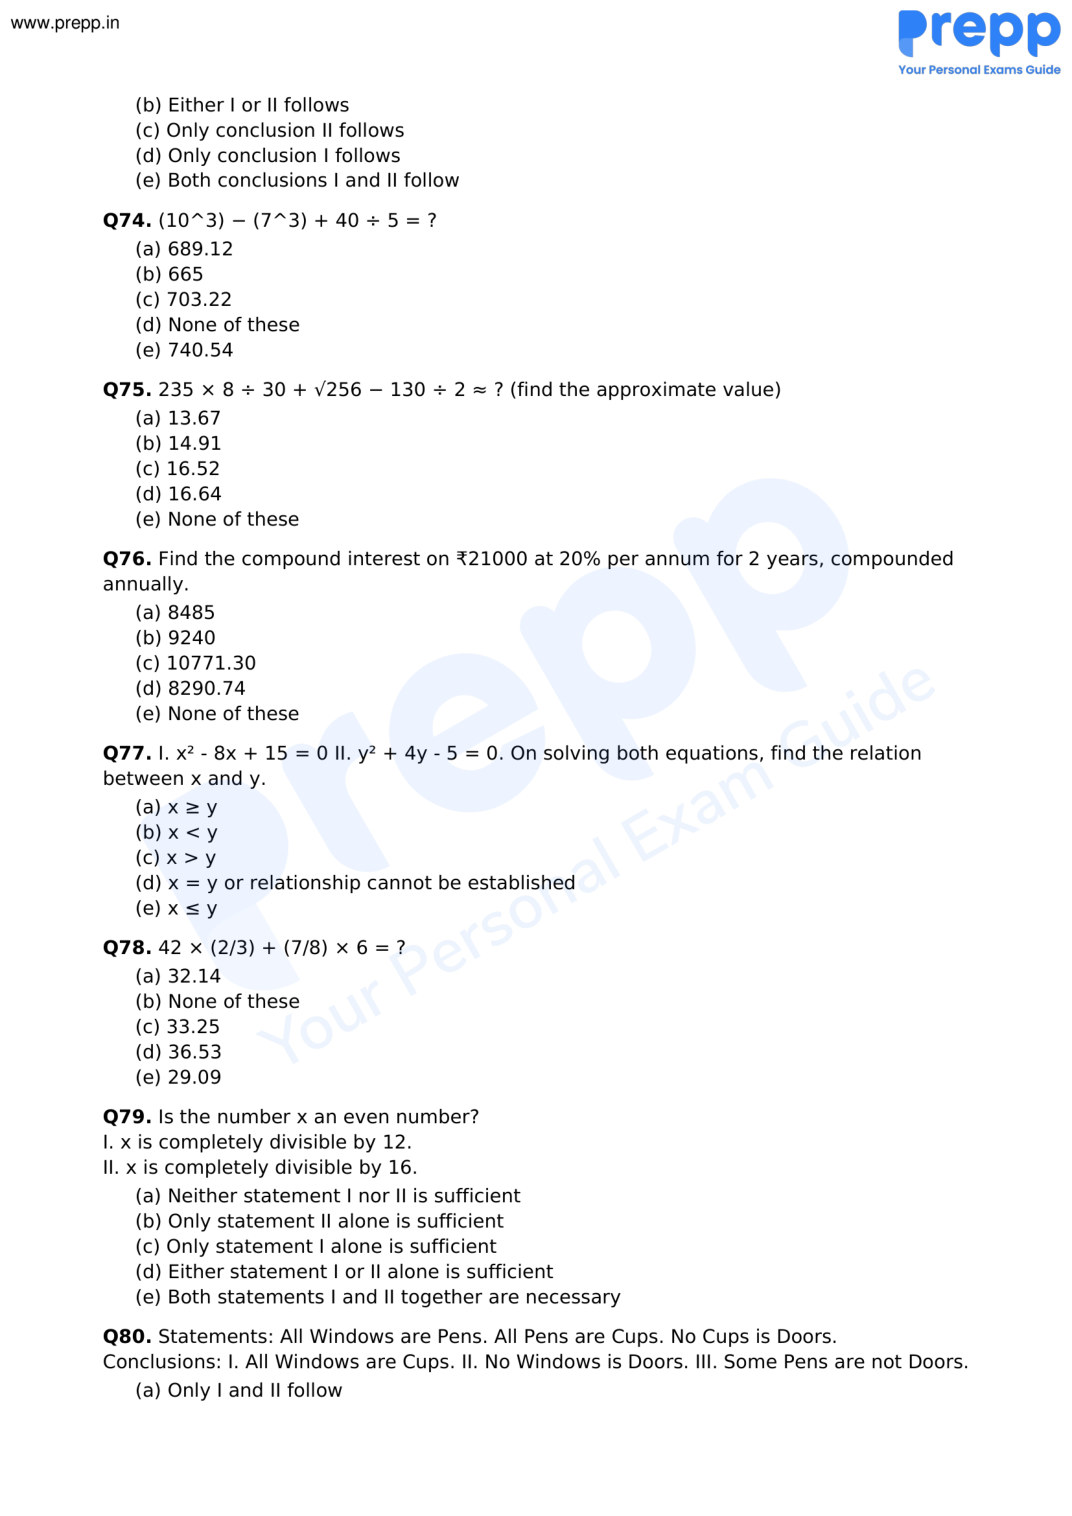 www.prepp.in
Prepp
Your Personal Exams Guide
(b) Either I or II follows
(c) Only conclusion II follows
(d) Only conclusion I follows
(e) Both conclusions I and II follow
Q74. (10^3) − (7^3) + 40 ÷ 5 = ?
(a) 689.12
(b) 665
(c) 703.22
(d) None of these
(e) 740.54
Q75. 235 × 8 ÷ 30 + √256 − 130 ÷ 2 ≈ ? (find the approximate value)
(a) 13.67
(b) 14.91
(c) 16.52
(d) 16.64
(e) None of these
Q76. Find the compound interest on ₹21000 at 20% per annum for 2 years, compounded
annually.
(a) 8485
(b) 9240
(c) 10771.30
(d) 8290.74
(e) None of these
Q77. I. x² - 8x + 15 = 0 II. y² + 4y - 5 = 0. On solving both equations, find the relation
between x and y.
(a) x ≥ y
(b) x < y
(c) x > y
(d) x = y or relationship cannot be established
(e) x ≤ y
Q78. 42 × (2/3) + (7/8) × 6 = ?
(a) 32.14
(b) None of these
(c) 33.25
(d) 36.53
(e) 29.09
Q79. Is the number x an even number?
I. x is completely divisible by 12.
II. x is completely divisible by 16.
(a) Neither statement I nor II is sufficient
(b) Only statement II alone is sufficient
(c) Only statement I alone is sufficient
(d) Either statement I or II alone is sufficient
(e) Both statements I and II together are necessary
Q80. Statements: All Windows are Pens. All Pens are Cups. No Cups is Doors.
Conclusions: I. All Windows are Cups. II. No Windows is Doors. III. Some Pens are not Doors.
(a) Only I and II follow
Prepp
Your Personal Exam Guide